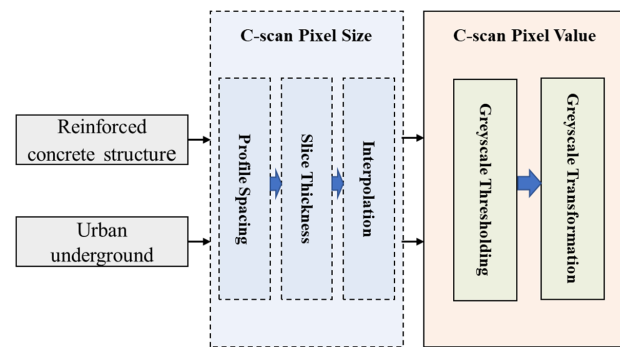 C-scan Pixel Size
C-scan Pixel Value
Reinforced
concrete structure
Urban
underground
Profile Spacing
Slice Thickness
Interpolation
Greyscale Thresholding
Greyscale Transformation